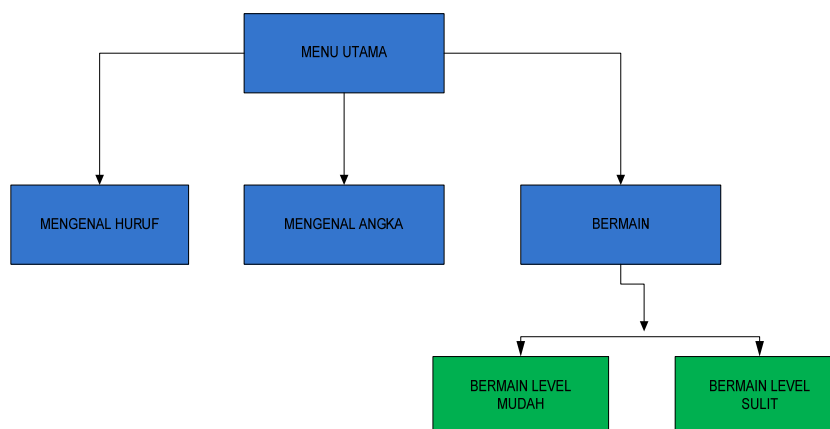 MENU UTAMA
MENGENAL HURUF
MENGENAL ANGKA
BERMAIN
BERMAIN LEVEL
MUDAH
BERMAIN LEVEL
SULIT